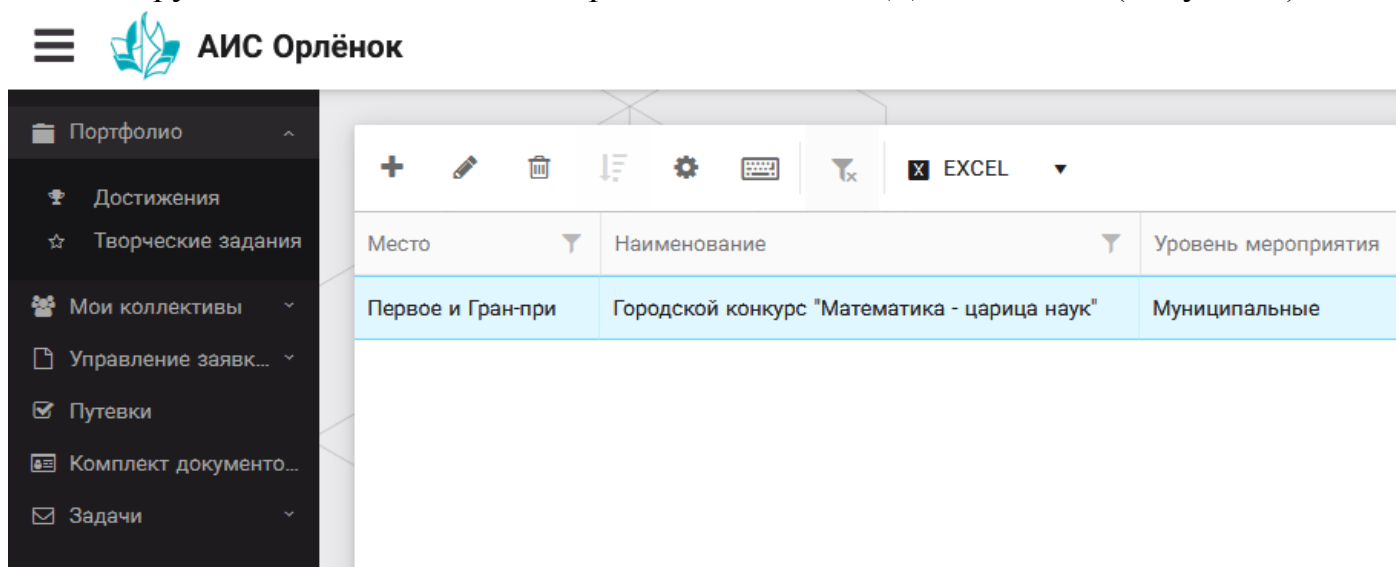 АИС Орлёнок
Портфолио
Достижения
Творческие задания
Мои коллективы
Управление заявк...
Путевки
Комплект документо...
Задачи
X EXCEL
Место Наименование Уровень мероприятия
Первое и Гран-при Городской конкурс "Математика - царица наук" Муниципальные